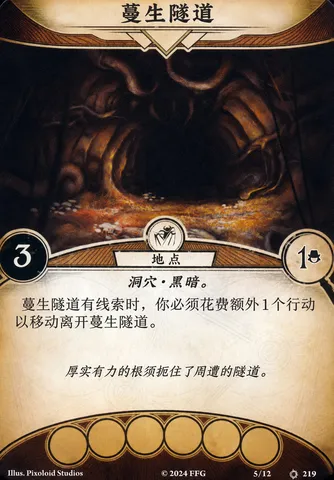 蔓生隧道
3
地点
1
洞穴·黑暗。
蔓生隧道有线索时，你必须花费额外1个行动
以移动离开蔓生隧道。
厚实有力的根须扼住了周遭的隧道。
Illus. Pixoloid Studios © 2024 FFG 5/12 219